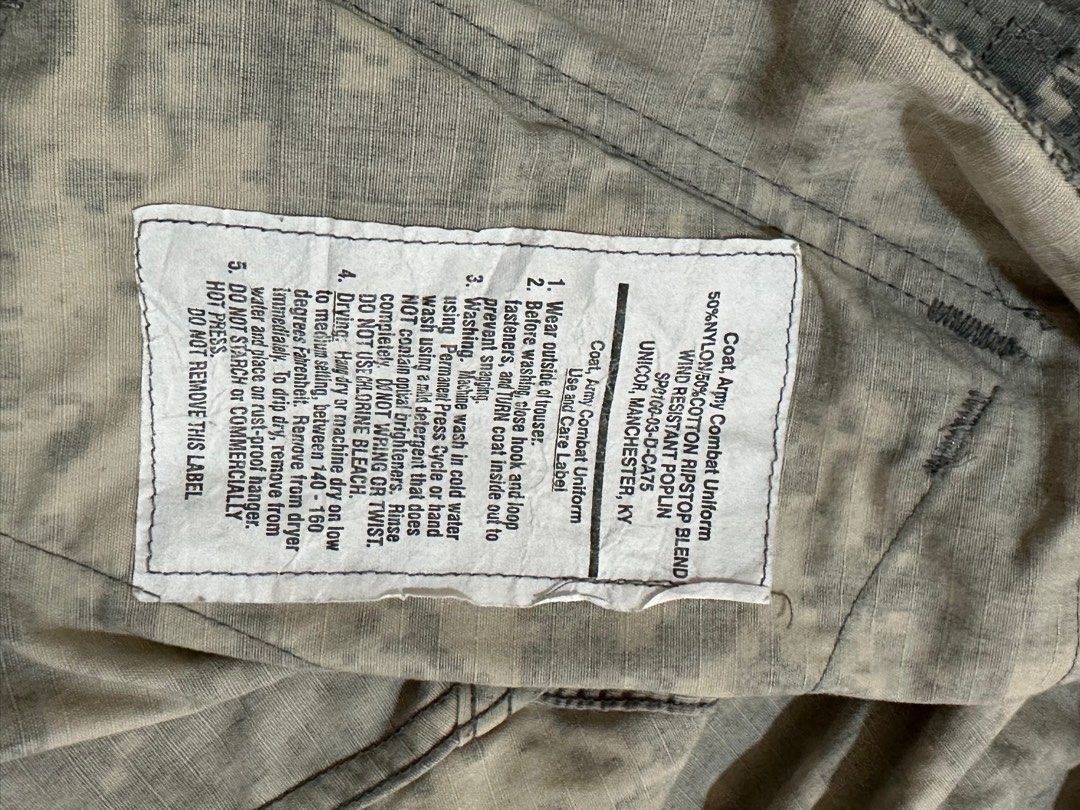 Coat, Army Combat Uniform
50%NYLON/50%COTTON RIPSTOP BLEND
WIND RESISTANT POPLIN
SP0100-03-D-CA75
UNICOR, MANCHESTER, KY
Coat, Army Combat Uniform
Use and Care Label
1. Wear outside of trouser.
2. Before washing, close hook and loop
fasteners, and TURN coat inside out to
prevent snagging.
3. Washing. Machine wash in cold water
using Permanent Press Cycle or hand
wash using a mild detergent that does
NOT contain optical brighteners. Rinse
completely. DO NOT WRING OR TWIST.
DO NOT USE CHLORINE BLEACH.
4. Drying: Hang dry or machine dry on low
to medium setting, between 140 - 160
degrees Fahrenheit. Remove from dryer
immediately. To drip dry, remove from
water and place on rust-proof hanger.
5. DO NOT STARCH or COMMERCIALLY
HOT PRESS.
DO NOT REMOVE THIS LABEL